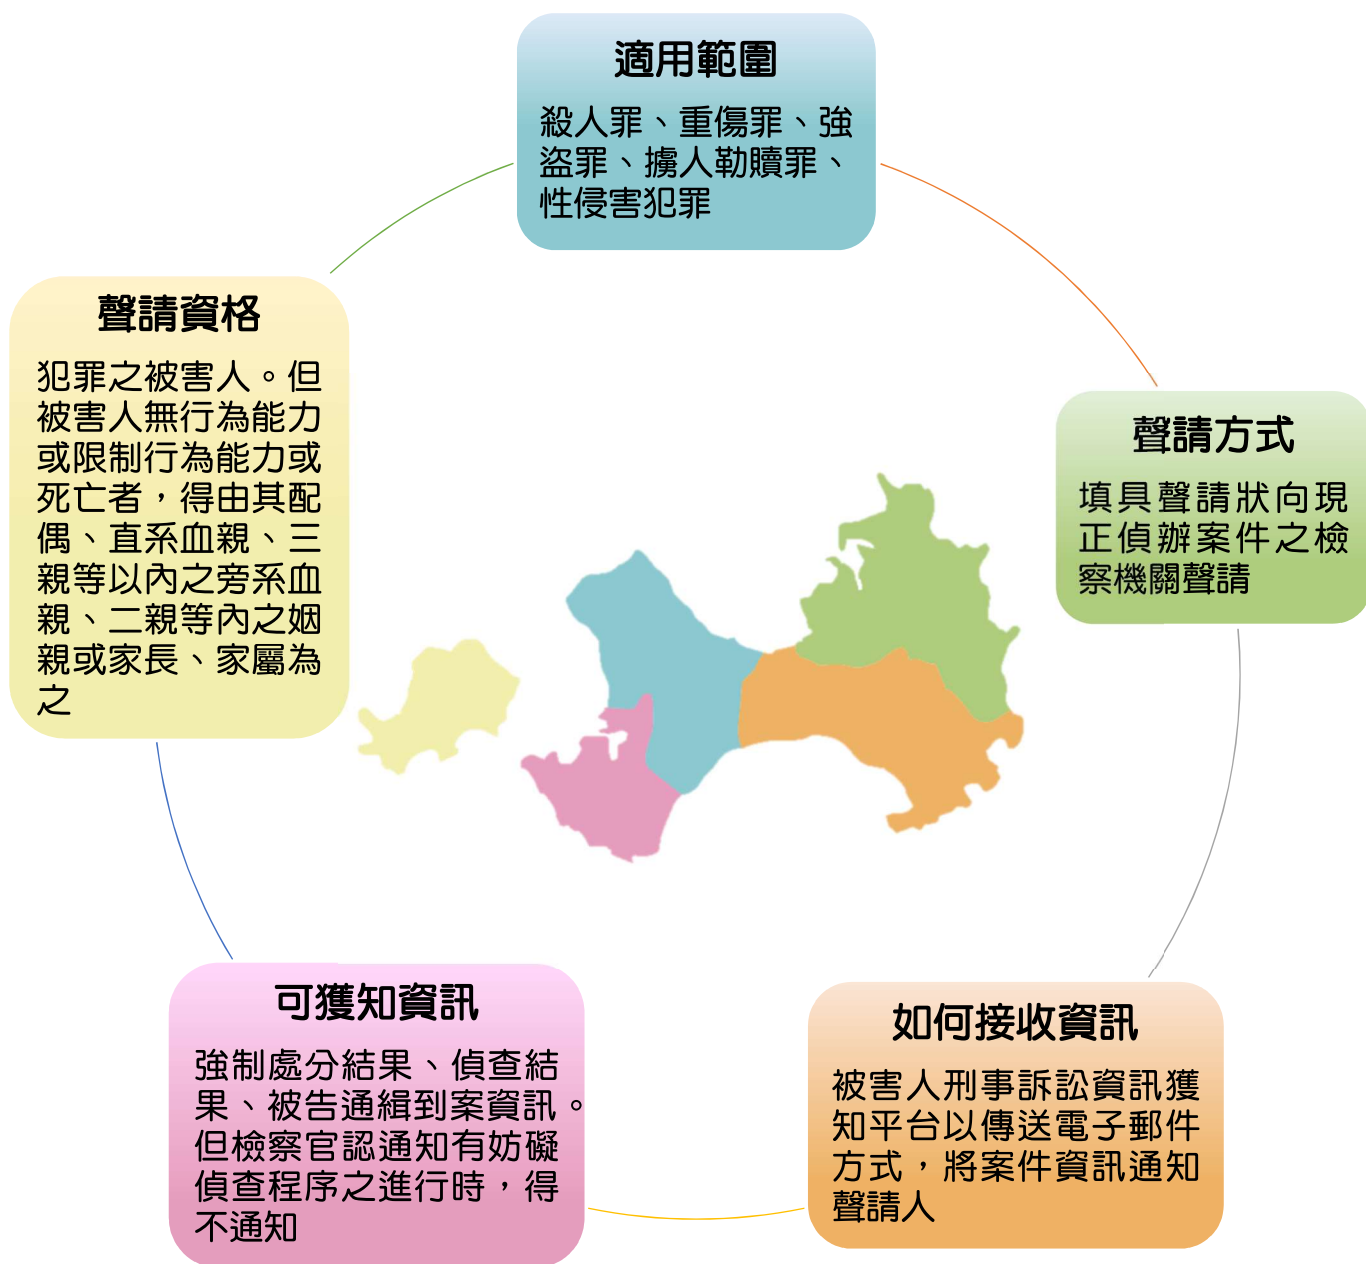 適用範圍
殺人罪、重傷罪、強
盜罪、擄人勒贖罪、
性侵害犯罪
聲請方式
填具聲請狀向現
正偵辦案件之檢
察機關聲請
如何接收資訊
被害人刑事訴訟資訊獲
知平台以傳送電子郵件
方式，將案件資訊通知
聲請人
可獲知資訊
強制處分結果、偵查結
果、被告通緝到案資訊。
但檢察官認通知有妨礙
偵查程序之進行時，得
不通知
聲請資格
犯罪之被害人。但
被害人無行為能力
或限制行為能力或
死亡者，得由其配
偶、直系血親、三
親等以內之旁系血
親、二親等內之姻
親或家長、家屬為
之